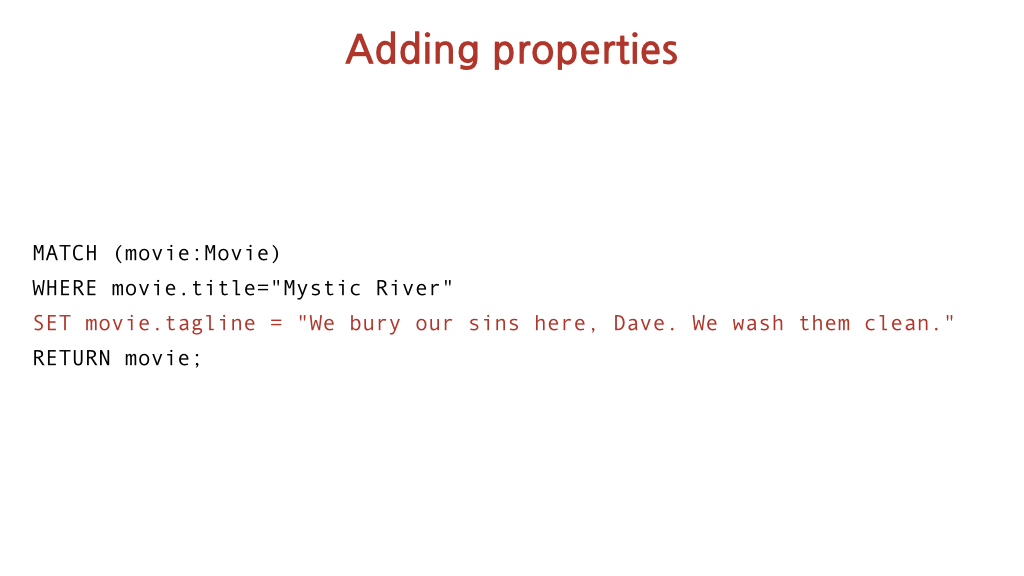 Adding properties
MATCH (movie:Movie)
WHERE movie.title="Mystic River"
SET movie.tagline = "We bury our sins here, Dave. We wash them clean."
RETURN movie;